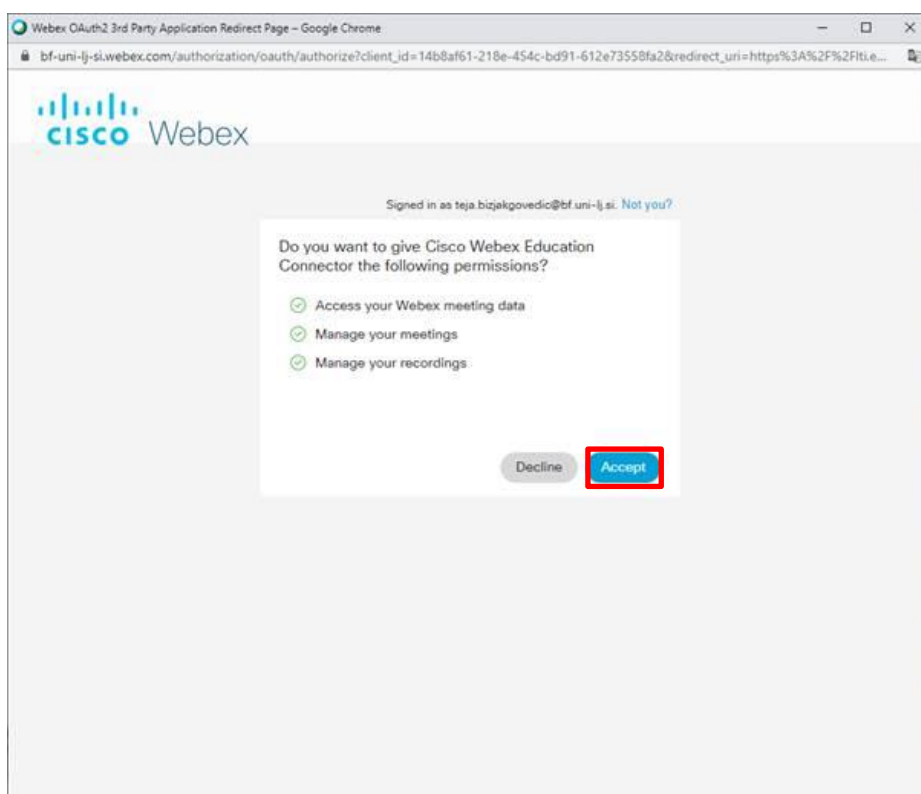 Webex OAuth2 3rd Party Application Redirect Page – Google Chrome
bf-uni-lj-si.webex.com/authorization/oauth/authorize?client_id=14b8af61-218e-454c-bd91-612e73558fa2&redirect_uri=https%3A%2F%2Flti.e...
cisco Webex
Signed in as teja.bizjakgovedic@bf.uni-lj.si. Not you?
Do you want to give Cisco Webex Education
Connector the following permissions?
Access your Webex meeting data
Manage your meetings
Manage your recordings
Decline Accept